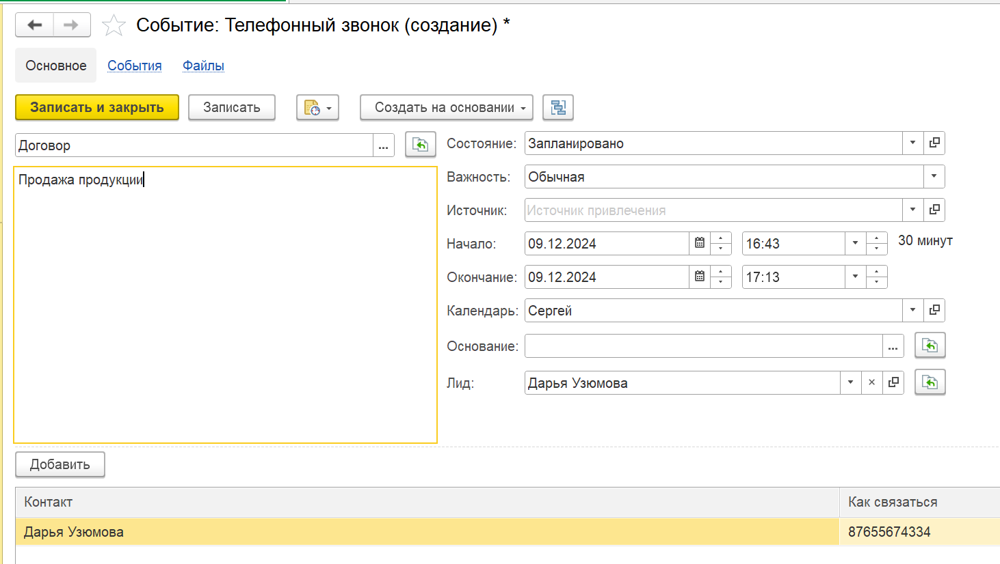 Событие: Телефонный звонок (создание) *
Основное События Файлы
Записать и закрыть Записать Создать на основании
Договор ...
Продажа продукции
Состояние: Запланировано
Важность: Обычная
Источник: Источник привлечения
Начало: 09.12.2024 16:43 30 минут
Окончание: 09.12.2024 17:13
Календарь: Сергей
Основание: ...
Лид: Дарья Узюмова
Добавить
Контакт Как связаться
Дарья Узюмова 87655674334